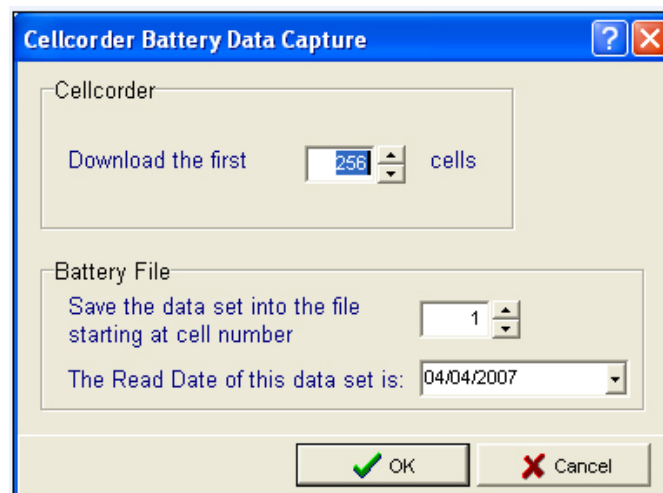 Cellcorder Battery Data Capture
Cellcorder
Download the first 256 cells
Battery File
Save the data set into the file
starting at cell number 1
The Read Date of this data set is: 04/04/2007
OK Cancel